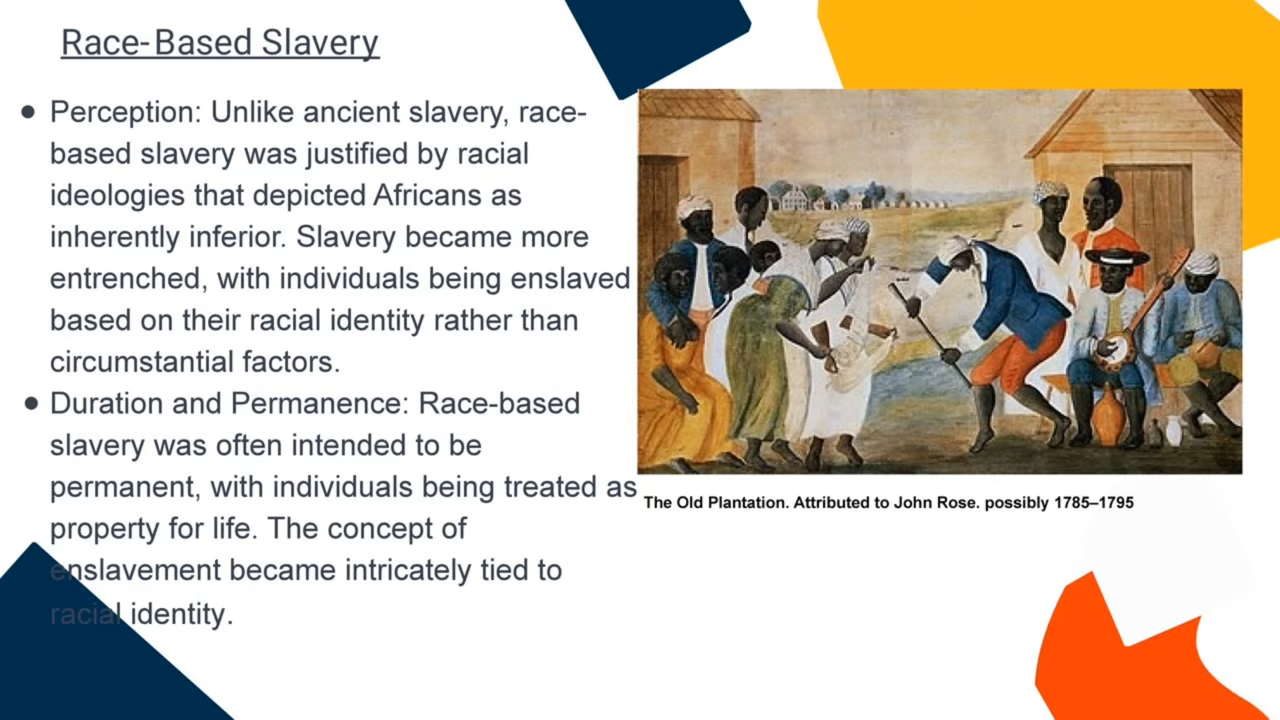 Race-Based Slavery
● Perception: Unlike ancient slavery, race-
based slavery was justified by racial
ideologies that depicted Africans as
inherently inferior. Slavery became more
entrenched, with individuals being enslaved
based on their racial identity rather than
circumstantial factors.
● Duration and Permanence: Race-based
slavery was often intended to be
permanent, with individuals being treated as
property for life. The concept of
enslavement became intricately tied to
racial identity.
The Old Plantation. Attributed to John Rose. possibly 1785–1795